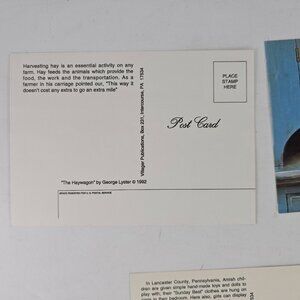 Harvesting hay is an essential activity on any
farm. Hay feeds the animals which provide the
food, the work and the transportation. As a
farmer in his carriage pointed our, "This way it
doesn't cost any extra to go an extra mile"
Villager Publications, Box 231, Intercourse, PA. 17534
PLACE
STAMP
HERE
Post Card
"The Haywagon" by George Lyster © 1992
In Lancaster County, Pennsylvania, Amish chil-
dren are given simple hand-made toys and dolls to
play with; their "Sunday Best" clothes are hung on
in their bedroom. Here also, girls can display